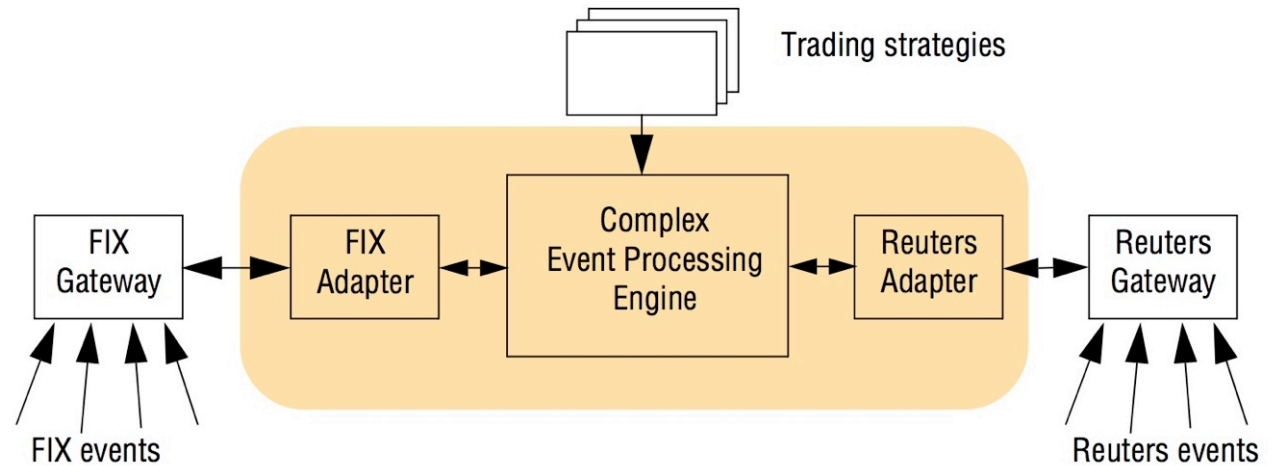 Trading strategies
FIX
Gateway
FIX
Adapter
Complex
Event Processing
Engine
Reuters
Adapter
Reuters
Gateway
FIX events
Reuters events